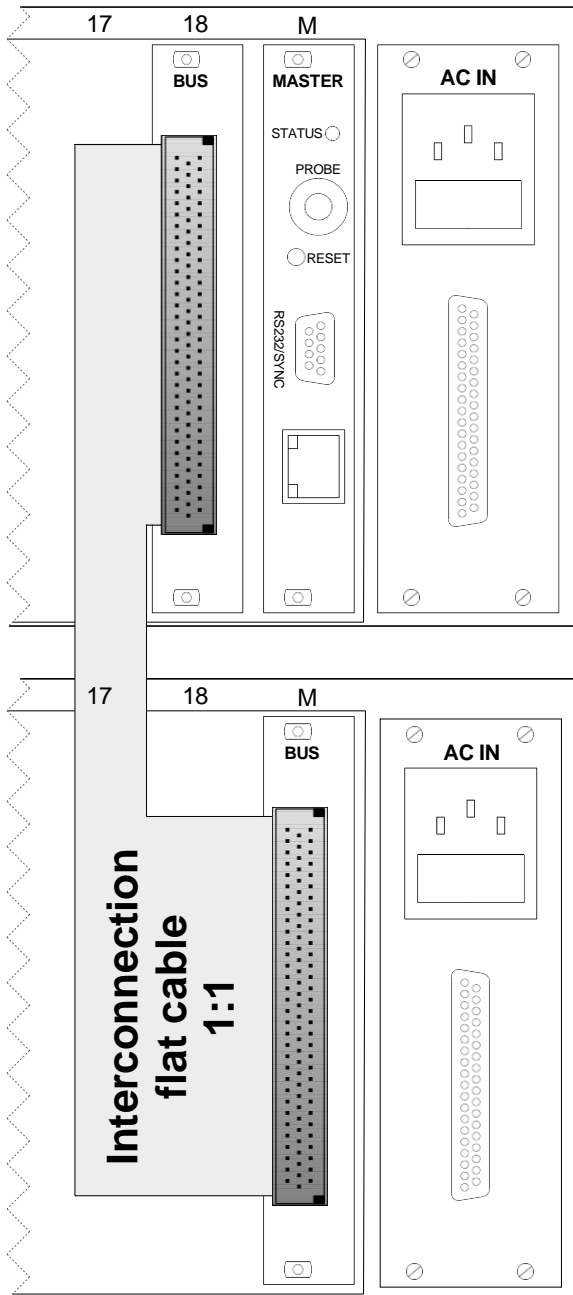 17 18 M
BUS MASTER AC IN
STATUS
PROBE
RESET
RS232/SYNC
17 18 M
BUS AC IN
Interconnection
flat cable
1:1